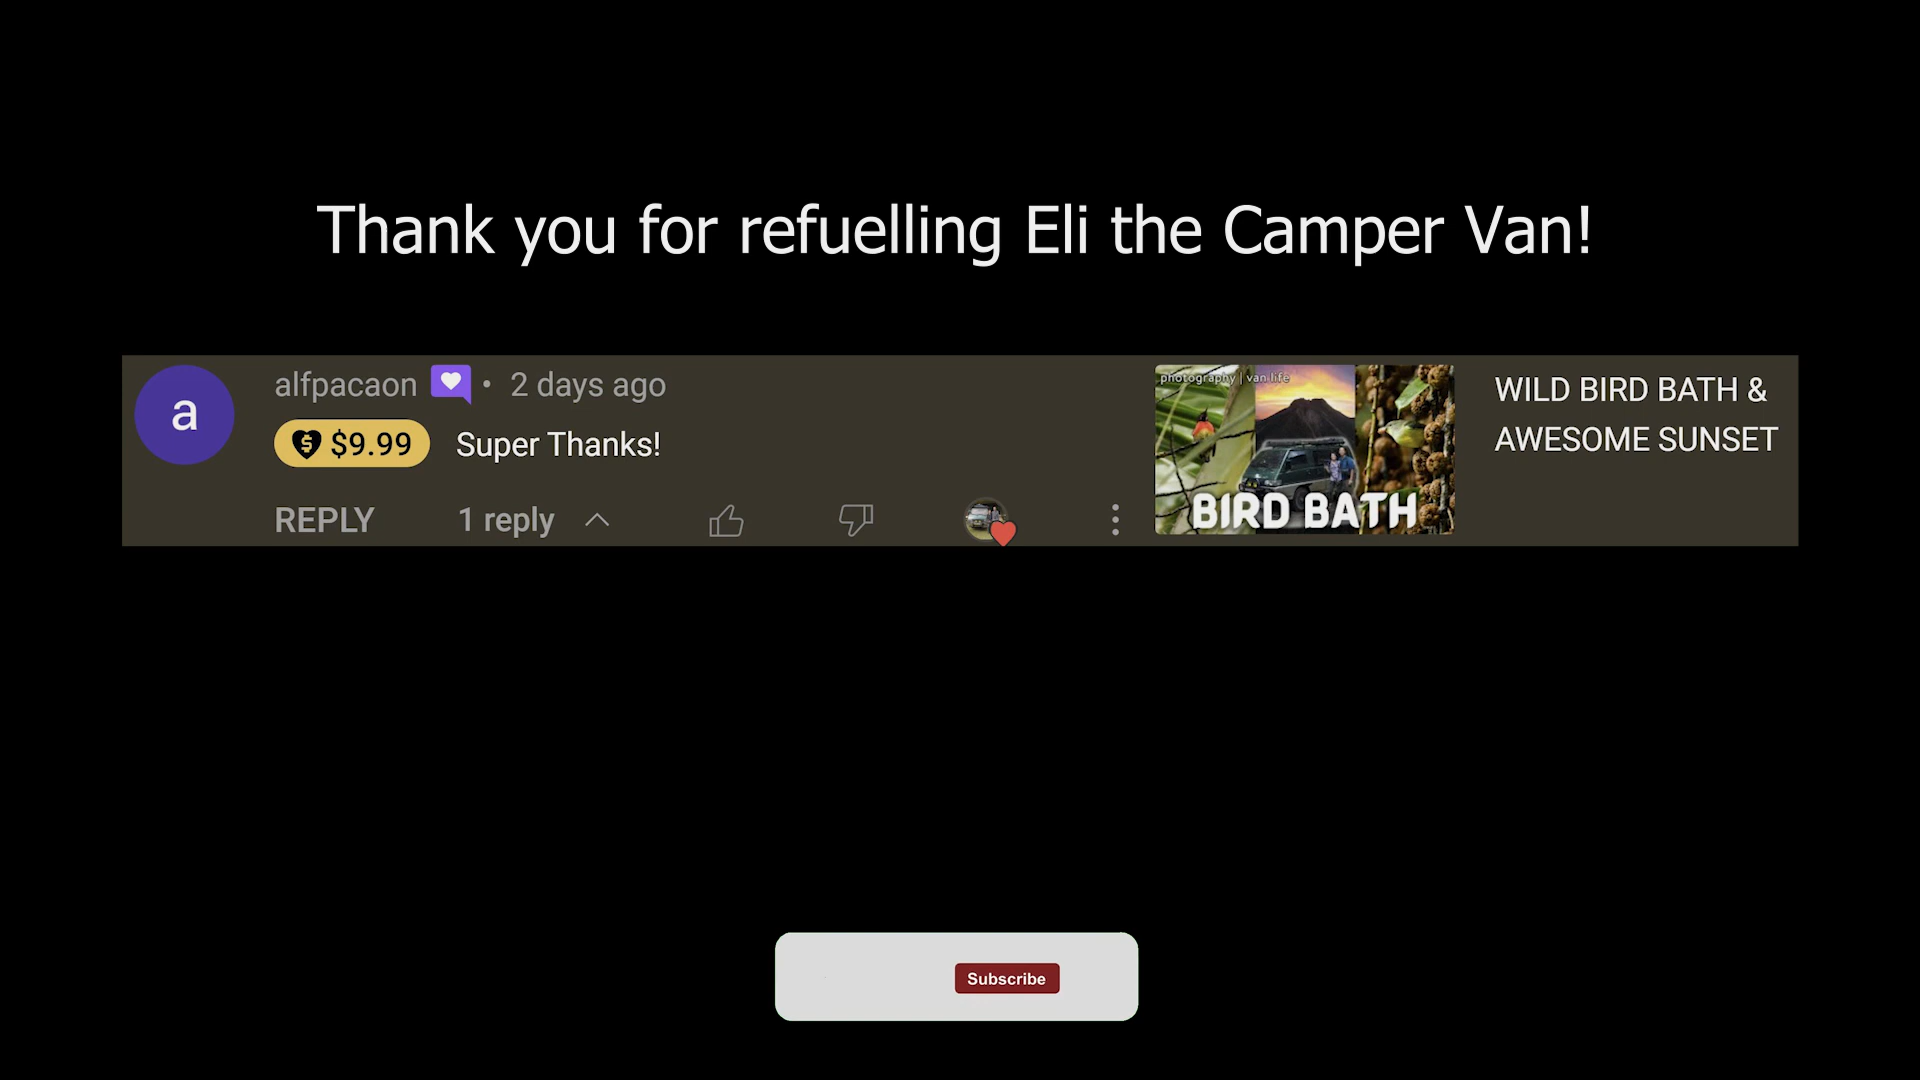 Thank you for refuelling Eli the Camper Van!
a
alfpacaon • 2 days ago
$9.99 Super Thanks!
REPLY 1 reply
photography | van life
BIRD BATH
WILD BIRD BATH &
AWESOME SUNSET
Subscribe